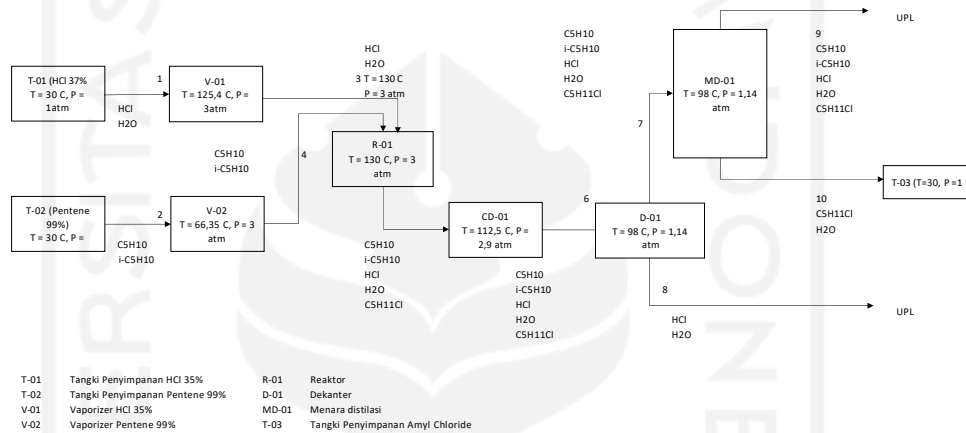 UPL
C5H10
i-C5H10
HCl
H2O
C5H11Cl
9
C5H10
i-C5H10
HCl
H2O
C5H11Cl
HCl
H2O
3 T = 130 C
P = 3 atm
T-01 (HCl 37%
T = 30 C, P =
1atm
1
HCl
H2O
V-01
T = 125,4 C, P =
3atm
MD-01
T = 98 C, P = 1,14
atm
7
C5H10
i-C5H10
4
R-01
T = 130 C, P = 3
atm
T-03 (T=30, P =1
10
C5H11Cl
H2O
T-02 (Pentene
99%)
T = 30 C, P =
2
C5H10
i-C5H10
V-02
T = 66,35 C, P = 3
atm
CD-01
T = 112,5 C, P =
2,9 atm
6
D-01
T = 98 C, P = 1,14
atm
C5H10
i-C5H10
HCl
H2O
C5H11Cl
C5H10
i-C5H10
HCl
H2O
C5H11Cl
8
HCl
H2O
UPL
T-01 Tangki Penyimpanan HCl 35%
T-02 Tangki Penyimpanan Pentene 99%
V-01 Vaporizer HCl 35%
V-02 Vaporizer Pentene 99%
R-01 Reaktor
D-01 Dekanter
MD-01 Menara distilasi
T-03 Tangki Penyimpanan Amyl Chloride